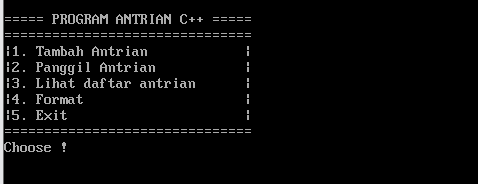 ===== PROGRAM ANTRIAN C++ =====
===============================
¦1. Tambah Antrian            ¦
¦2. Panggil Antrian           ¦
¦3. Lihat daftar antrian      ¦
¦4. Format                    ¦
¦5. Exit                      ¦
===============================
Choose !